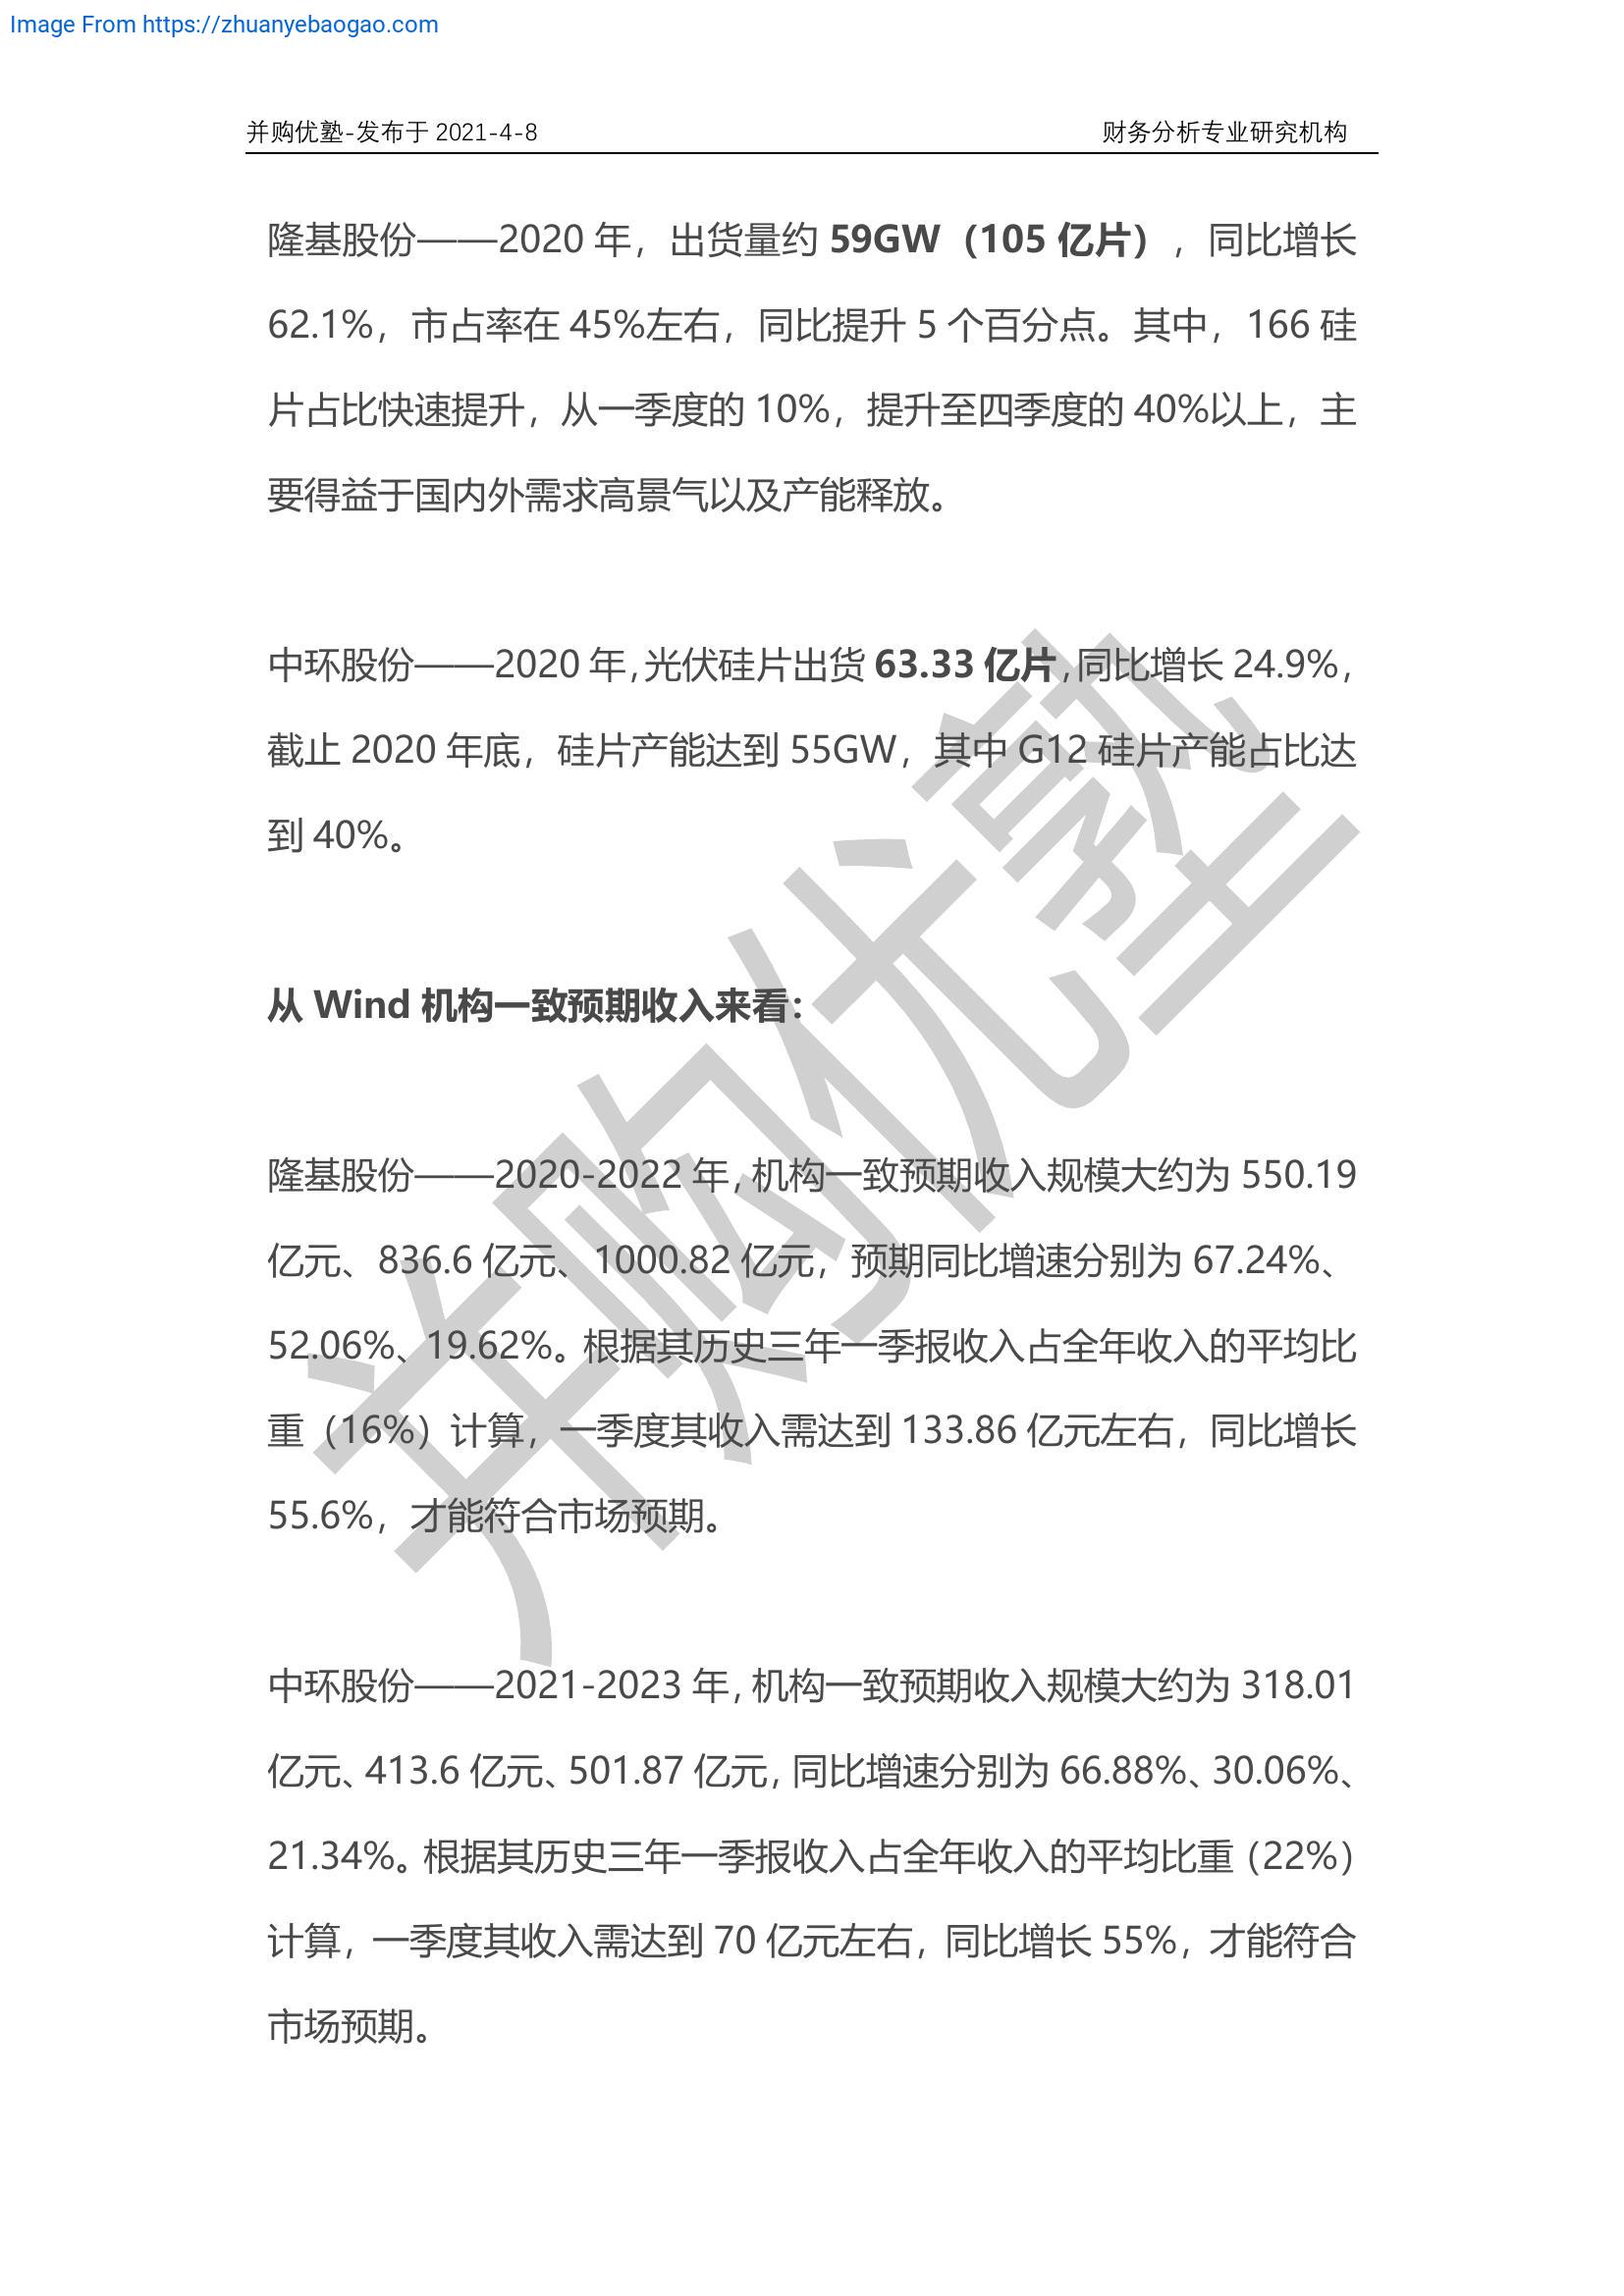 Image From https://zhuanyebaogao.com
并购优塾-发布于 2021-4-8 财务分析专业研究机构
隆基股份——2020 年，出货量约 59GW（105 亿片），同比增长
62.1%，市占率在 45%左右，同比提升 5 个百分点。其中，166 硅
片占比快速提升，从一季度的 10%，提升至四季度的 40%以上，主
要得益于国内外需求高景气以及产能释放。
中环股份——2020 年，光伏硅片出货 63.33 亿片，同比增长 24.9%，
截止 2020 年底，硅片产能达到 55GW，其中 G12 硅片产能占比达
到 40%。
从 Wind 机构一致预期收入来看：
隆基股份——2020-2022 年，机构一致预期收入规模大约为 550.19
亿元、836.6 亿元、1000.82 亿元，预期同比增速分别为 67.24%、
52.06%、19.62%。根据其历史三年一季报收入占全年收入的平均比
重（16%）计算，一季度其收入需达到 133.86 亿元左右，同比增长
55.6%，才能符合市场预期。
中环股份——2021-2023 年，机构一致预期收入规模大约为 318.01
亿元、413.6 亿元、501.87 亿元，同比增速分别为 66.88%、30.06%、
21.34%。根据其历史三年一季报收入占全年收入的平均比重（22%）
计算，一季度其收入需达到 70 亿元左右，同比增长 55%，才能符合
市场预期。
并购优塾